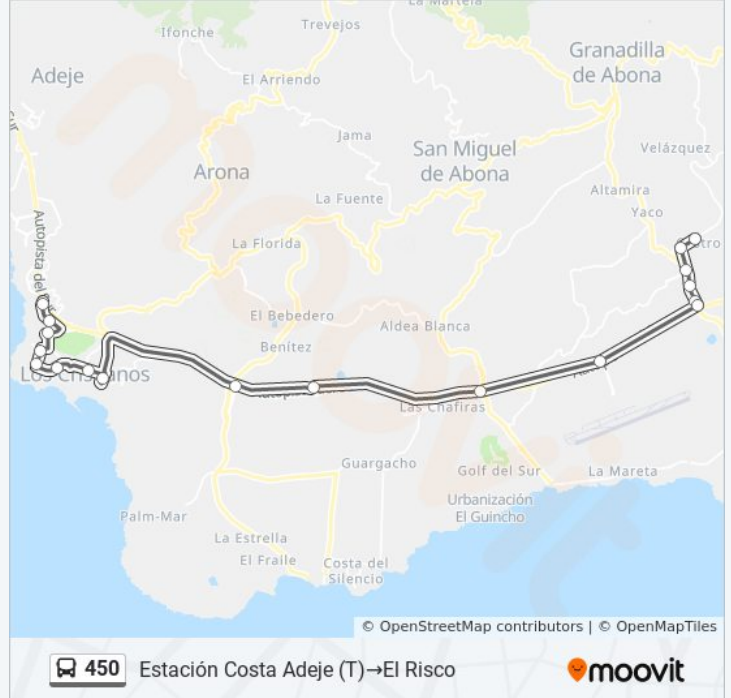 La Martela
Trevejos
Ifonche
Granadilla
de Abona
Adeje
El Arriendo
Jama
San Miguel
de Abona
Velázquez
Arona
La Fuente
Altamira
Yaco
Autopista del
La Florida
El Bebedero
Aldea Blanca
Benítez
Las Chafiras
Guargacho
Golf del Sur
La Mareta
Urbanización
El Guincho
Palm-Mar
La Estrella
El Fraile
Costa del
Silencio
© OpenStreetMap contributors | © OpenMapTiles
450 Estación Costa Adeje (T)→El Risco
moovit